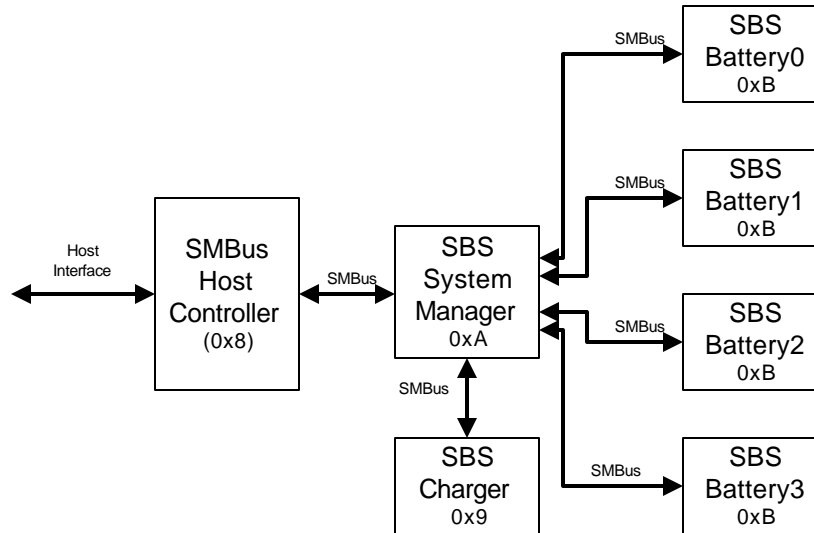 SBS
Battery0
0xB
SMBus
SBS
Battery1
0xB
SMBus
Host
Interface
SMBus
Host
Controller
(0x8)
SMBus
SBS
System
Manager
0xA
SMBus
SBS
Battery2
0xB
SMBus
SBS
Charger
0x9
SMBus
SBS
Battery3
0xB